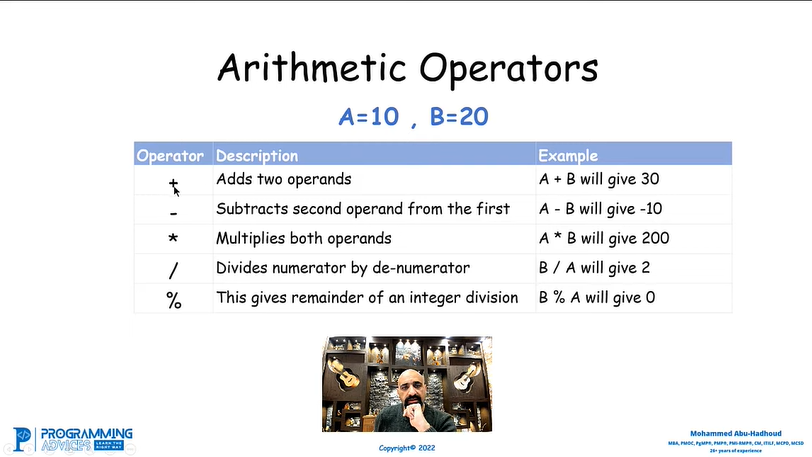 Arithmetic Operators
A=10 , B=20
Operator Description Example
+ Adds two operands A + B will give 30
- Subtracts second operand from the first A - B will give -10
* Multiplies both operands A * B will give 200
/ Divides numerator by de-numerator B / A will give 2
% This gives remainder of an integer division B % A will give 0
PROGRAMMING
ADVICES LEARN THE RIGHT WAY
Copyright© 2022
Mohammed Abu-Hadhoud
MBA, PMOC, PgMP®, PMP®, PMI-RMP®, CM, ITILF, MCPD, MCSD
26+ years of experience